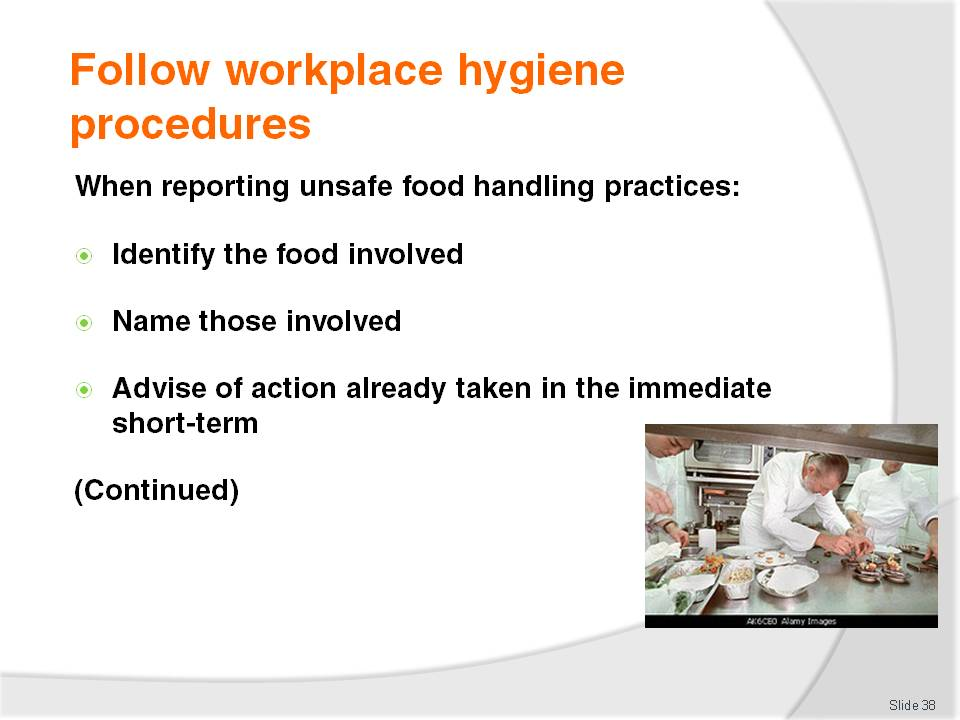 Follow workplace hygiene
procedures
When reporting unsafe food handling practices:
Identify the food involved
Name those involved
Advise of action already taken in the immediate
short-term
(Continued)
AK6CE0 Alamy Images
Slide 38